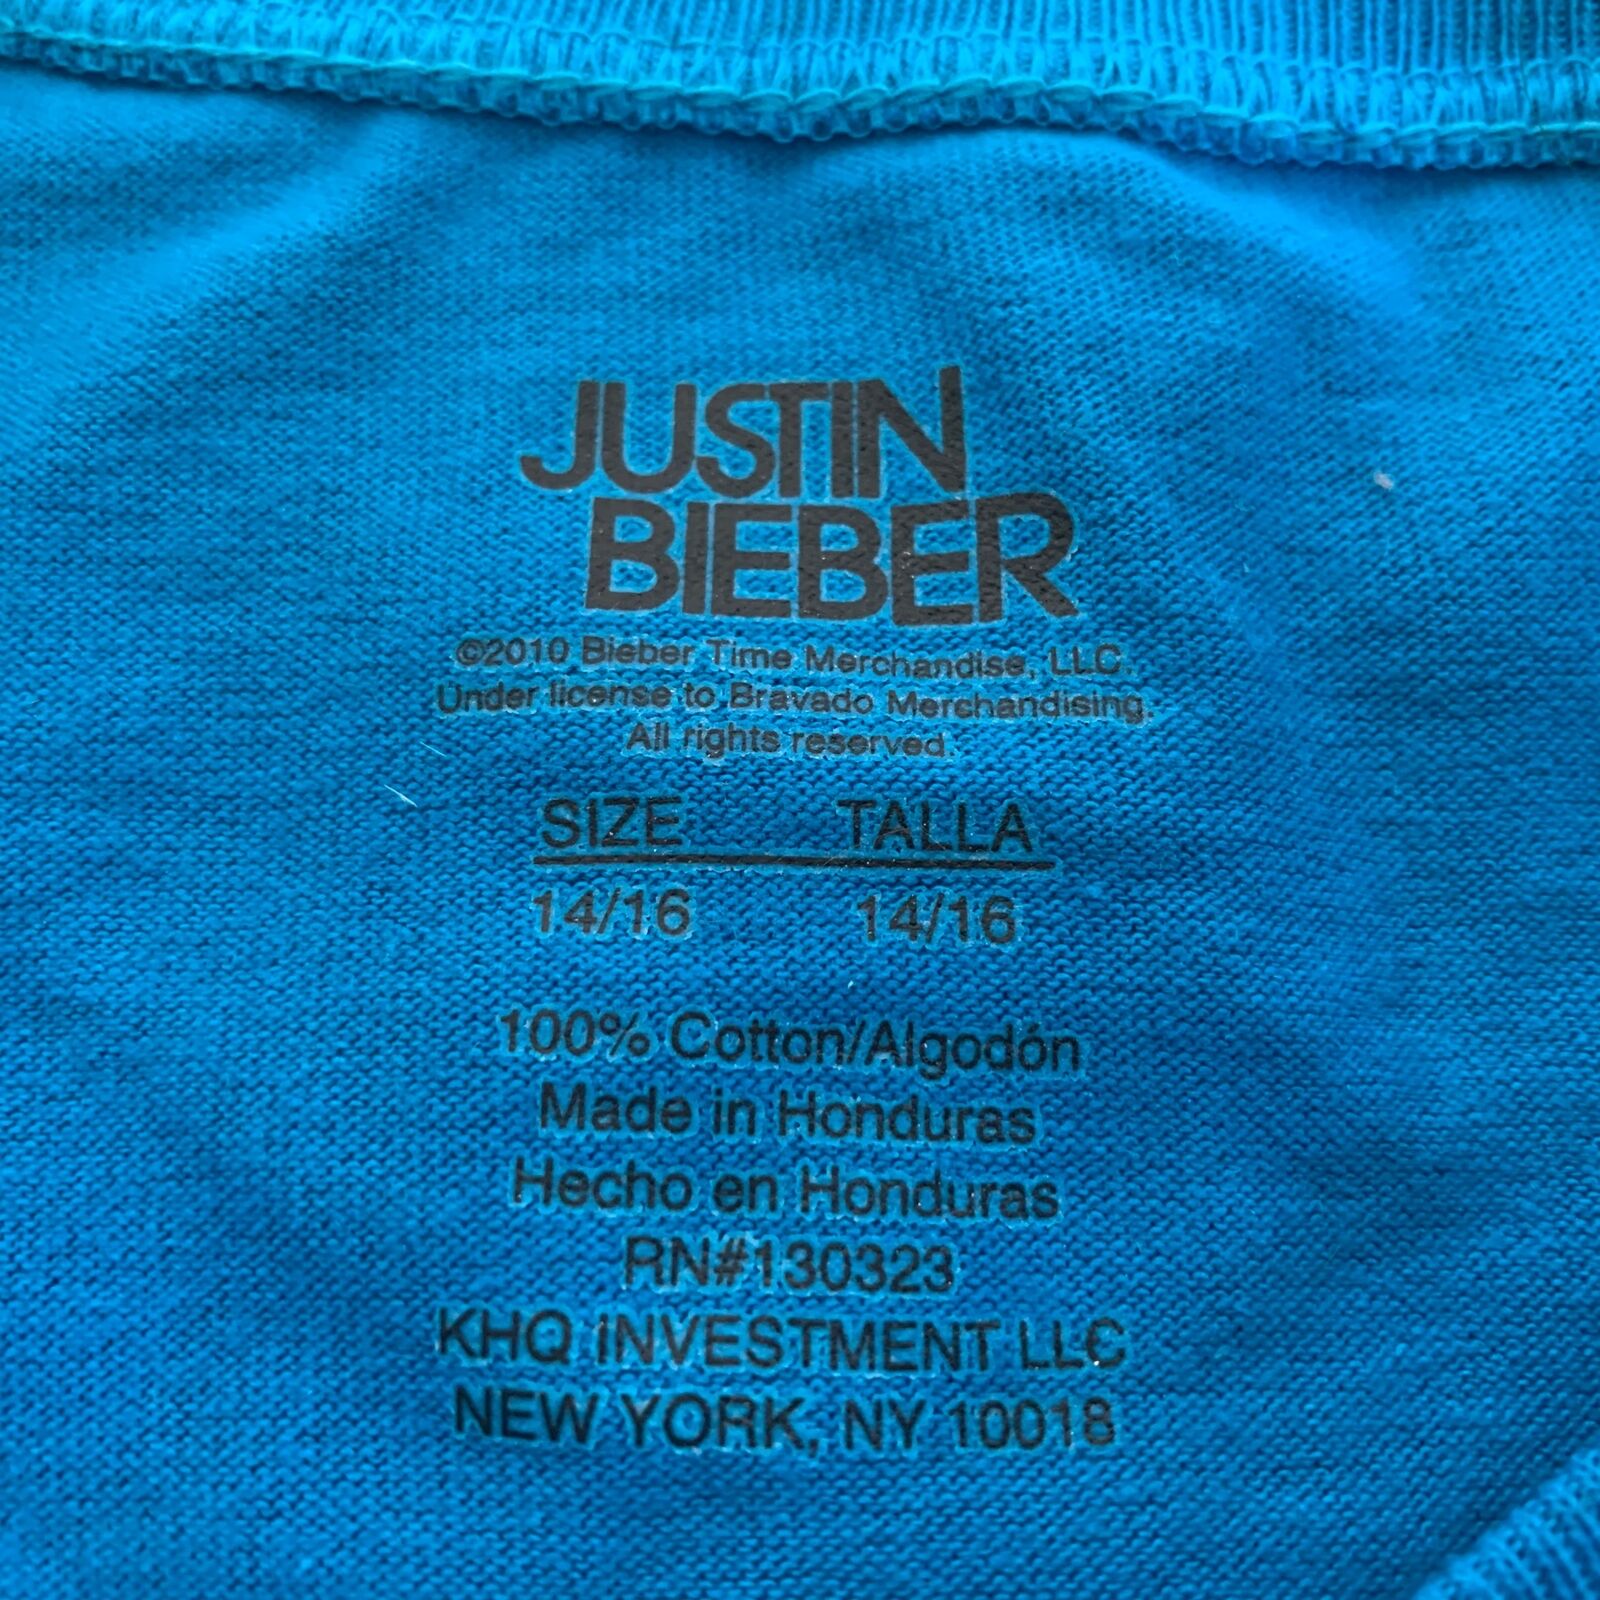 JUSTIN
BIEBER
©2010 Bieber Time Merchandise, LLC.
Under license to Bravado Merchandising.
All rights reserved.
SIZE TALLA
14/16 14/16
100% Cotton/Algodón
Made in Honduras
Hecho en Honduras
RN#130323
KHQ INVESTMENT LLC
NEW YORK, NY 10018